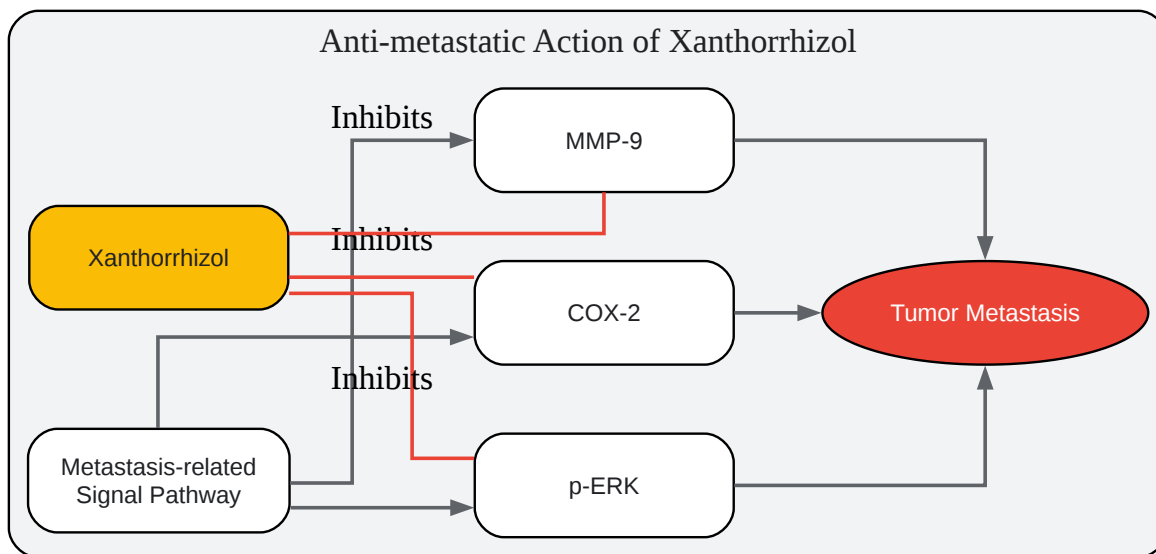 Anti-metastatic Action of Xanthorrhizol
Inhibits
MMP-9
Xanthorrhizol
Inhibits
COX-2
Tumor Metastasis
Inhibits
Metastasis-related
Signal Pathway
p-ERK